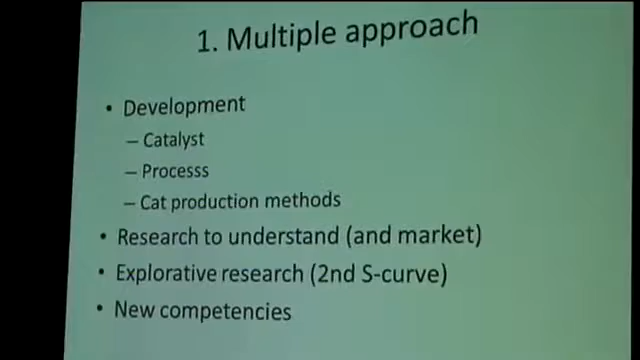 1. Multiple approach
• Development
– Catalyst
– Processs
– Cat production methods
• Research to understand (and market)
• Explorative research (2nd S-curve)
• New competencies